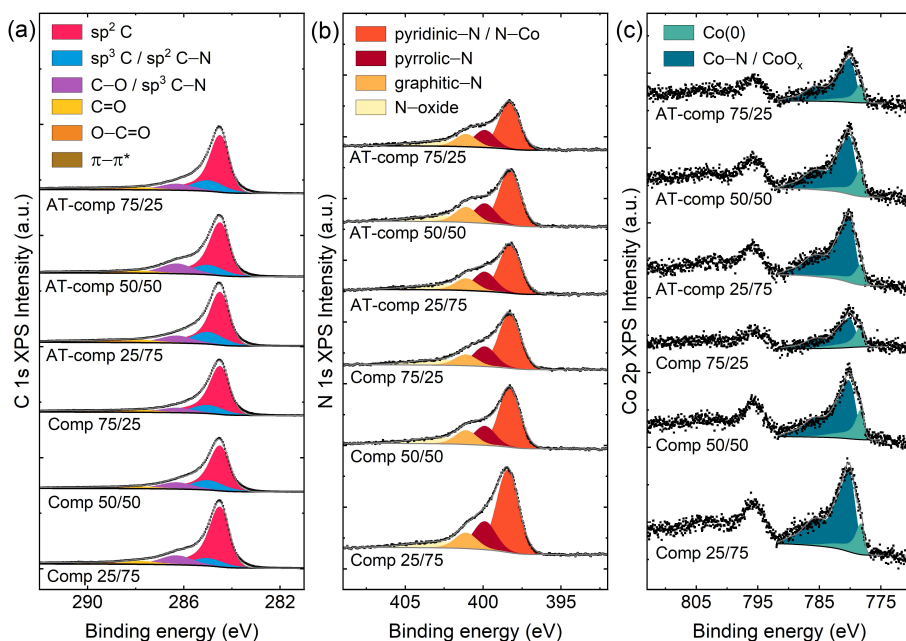 (a)
sp² C
sp³ C / sp² C–N
C–O / sp³ C–N
C=O
O–C=O
π–π*
AT-comp 75/25
AT-comp 50/50
AT-comp 25/75
Comp 75/25
Comp 50/50
Comp 25/75
C 1s XPS Intensity (a.u.)
290 286 282
Binding energy (eV)
(b)
pyridinic–N / N–Co
pyrrolic–N
graphitic–N
N–oxide
AT-comp 75/25
AT-comp 50/50
AT-comp 25/75
Comp 75/25
Comp 50/50
Comp 25/75
N 1s XPS Intensity (a.u.)
405 400 395
Binding energy (eV)
(c)
Co(0)
Co–N / CoOₓ
AT-comp 75/25
AT-comp 50/50
AT-comp 25/75
Comp 75/25
Comp 50/50
Comp 25/75
Co 2p XPS Intensity (a.u.)
805 795 785 775
Binding energy (eV)